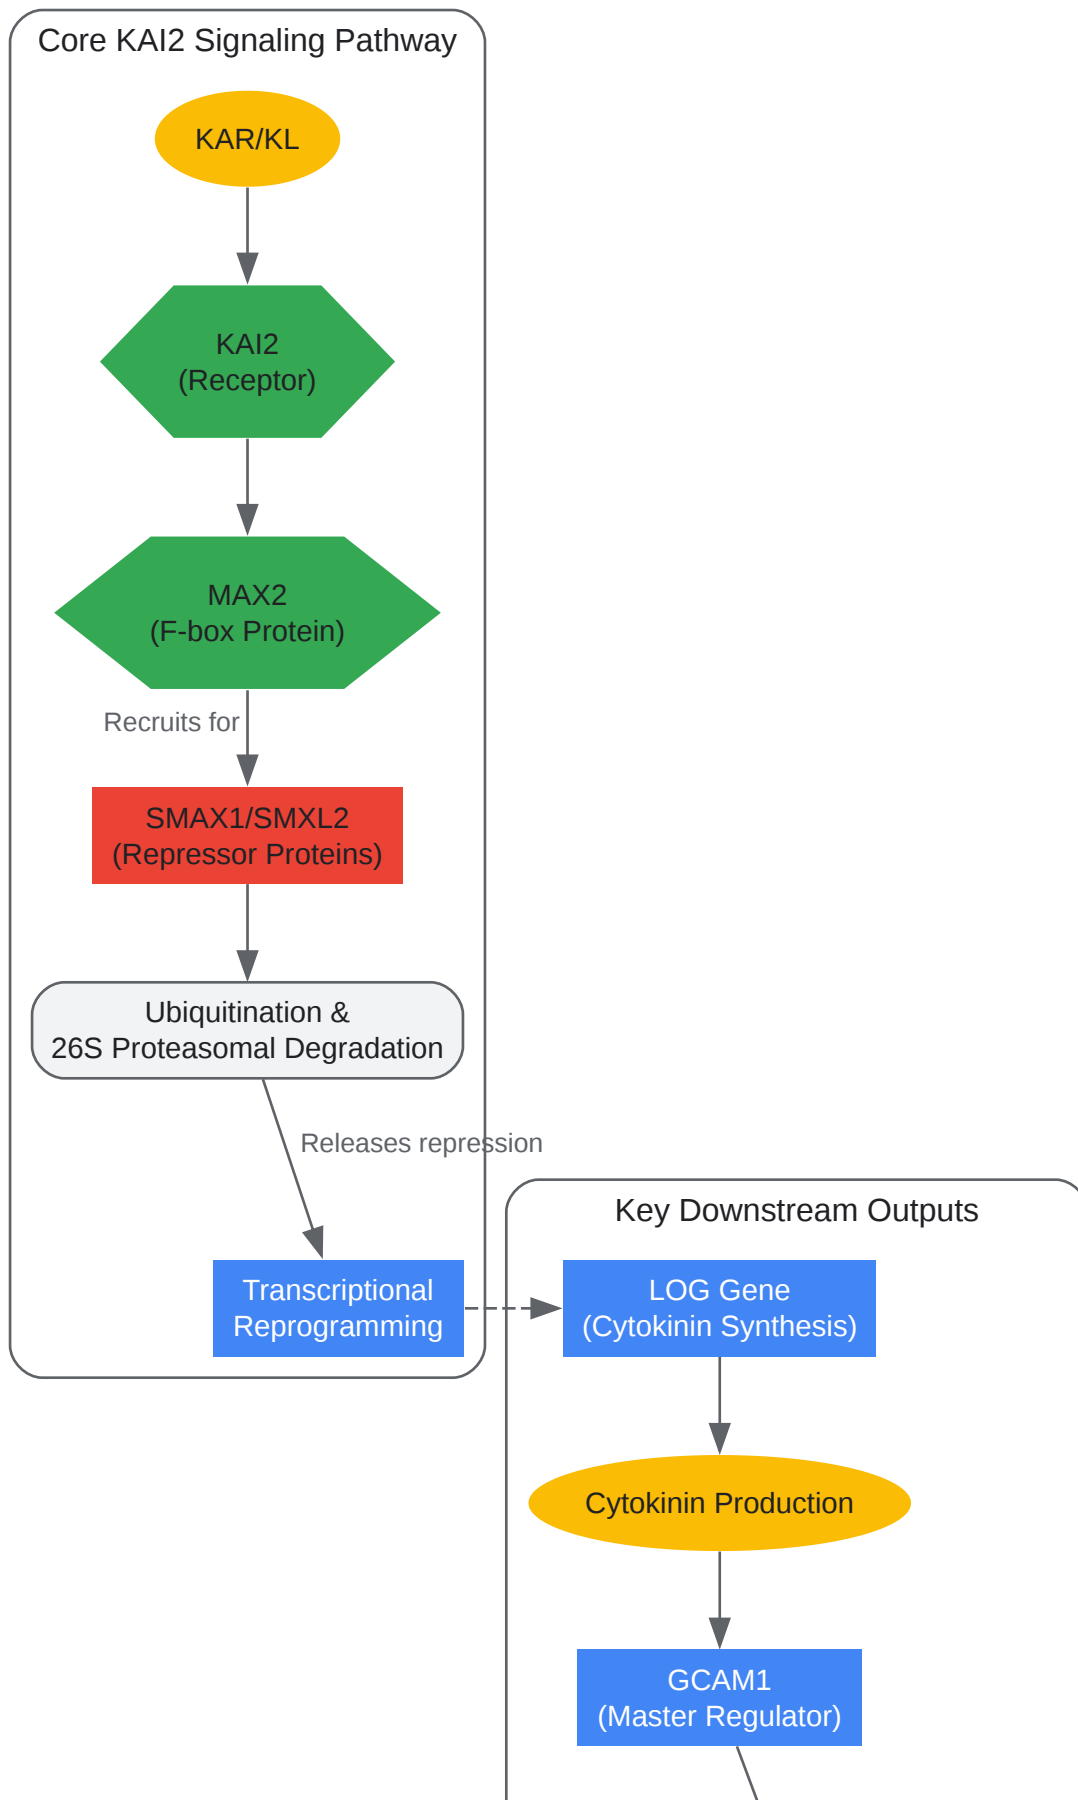 Core KAI2 Signaling Pathway
KAR/KL
KAI2
(Receptor)
MAX2
(F-box Protein)
Recruits for
SMAX1/SMXL2
(Repressor Proteins)
Ubiquitination &
26S Proteasomal Degradation
Releases repression
Transcriptional
Reprogramming
Key Downstream Outputs
LOG Gene
(Cytokinin Synthesis)
Cytokinin Production
GCAM1
(Master Regulator)